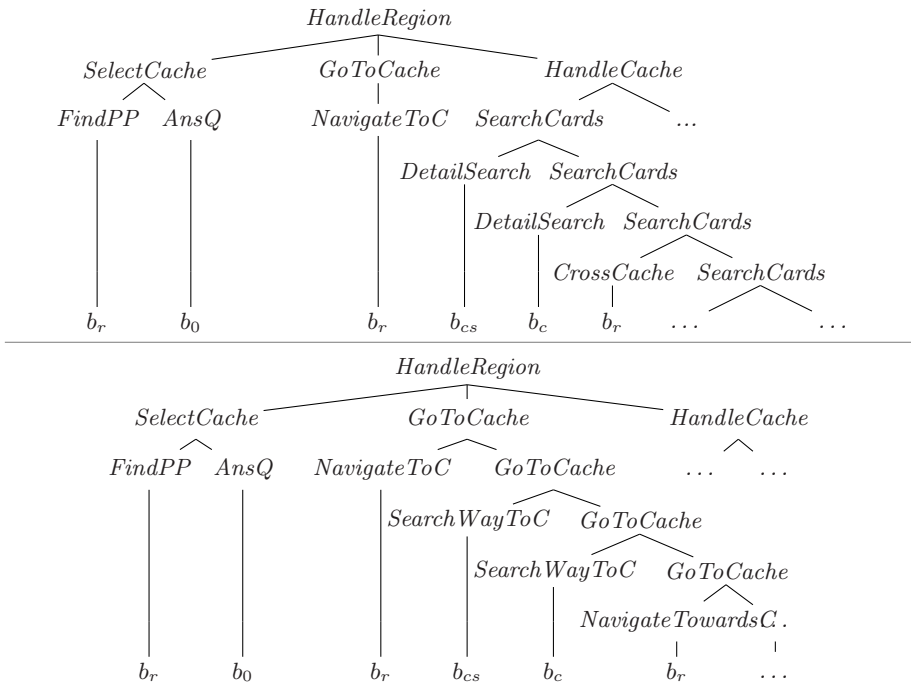 HandleRegion
SelectCache GoToCache HandleCache
FindPP AnsQ NavigateToC SearchCards ...
DetailSearch SearchCards
DetailSearch SearchCards
CrossCache SearchCards
b_r b_0 b_r b_cs b_c b_r ... ...
HandleRegion
SelectCache GoToCache HandleCache
FindPP AnsQ NavigateToC GoToCache ... ...
SearchWayToC GoToCache
SearchWayToC GoToCache
NavigateTowardsC ...
b_r b_0 b_r b_cs b_c b_r ...